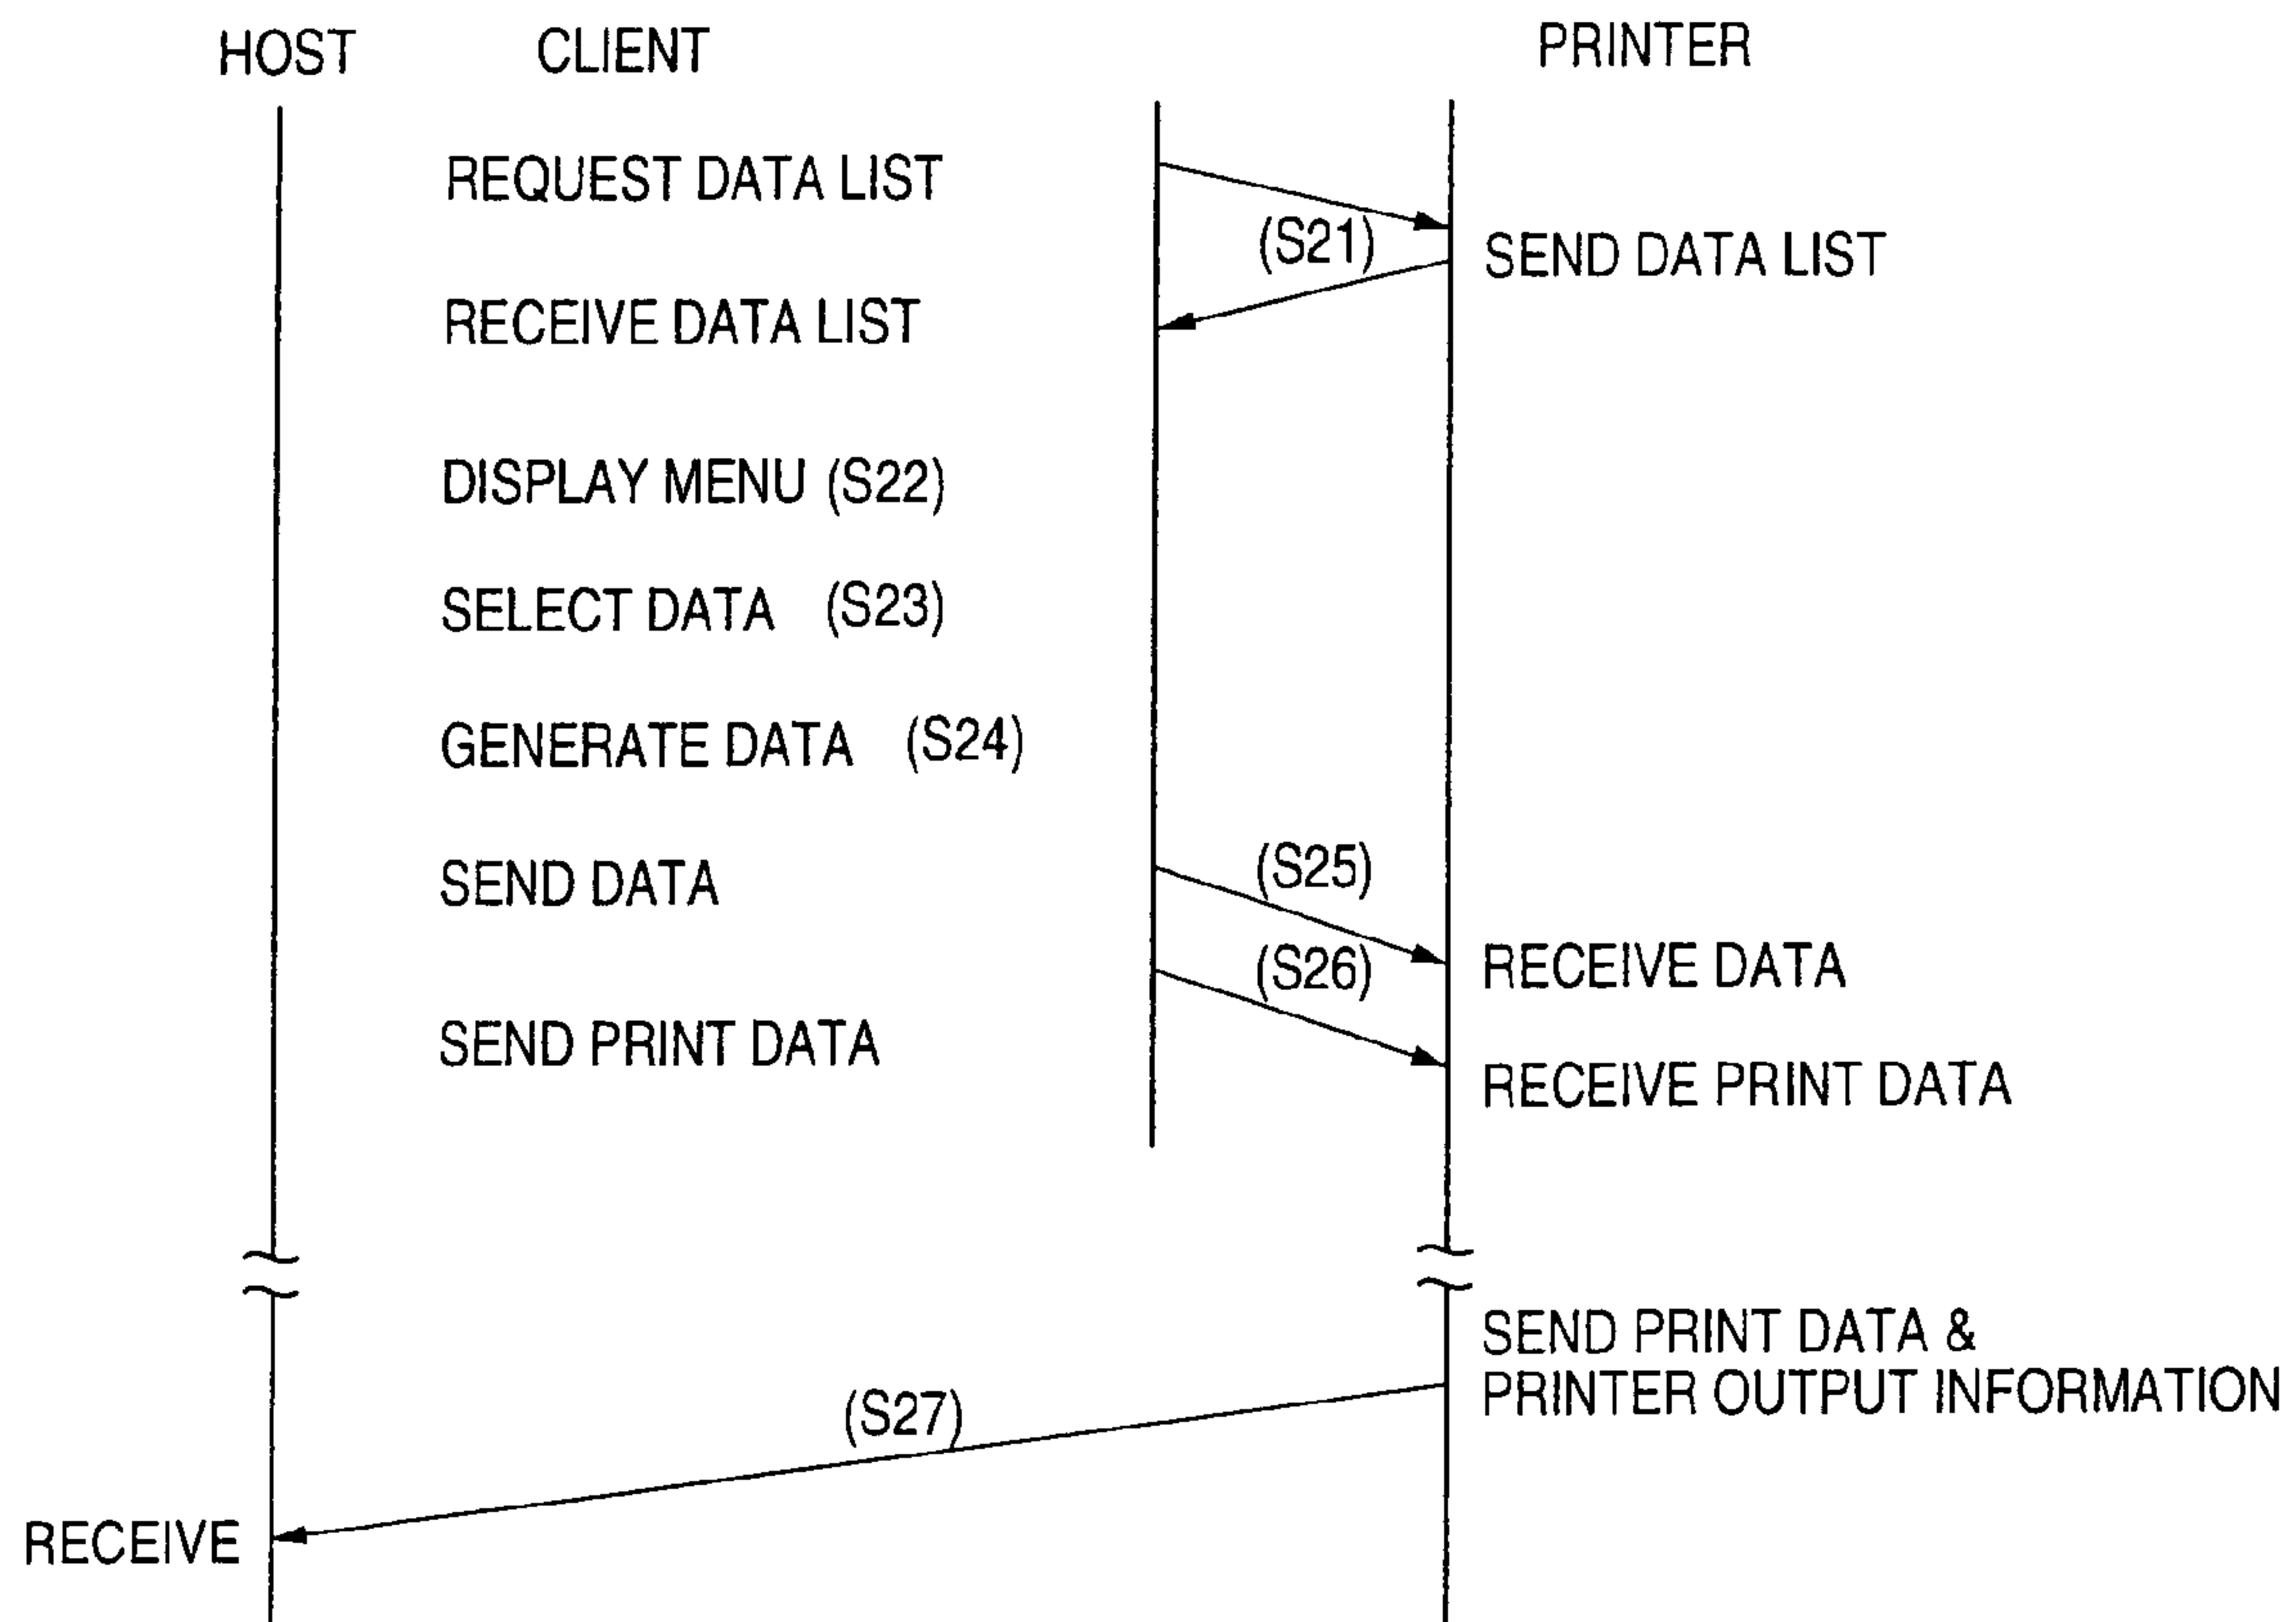 HOST CLIENT PRINTER
REQUEST DATA LIST
(S21) SEND DATA LIST
RECEIVE DATA LIST
DISPLAY MENU (S22)
SELECT DATA (S23)
GENERATE DATA (S24)
SEND DATA (S25)
(S26) RECEIVE DATA
SEND PRINT DATA
RECEIVE PRINT DATA
SEND PRINT DATA &
PRINTER OUTPUT INFORMATION
(S27)
RECEIVE